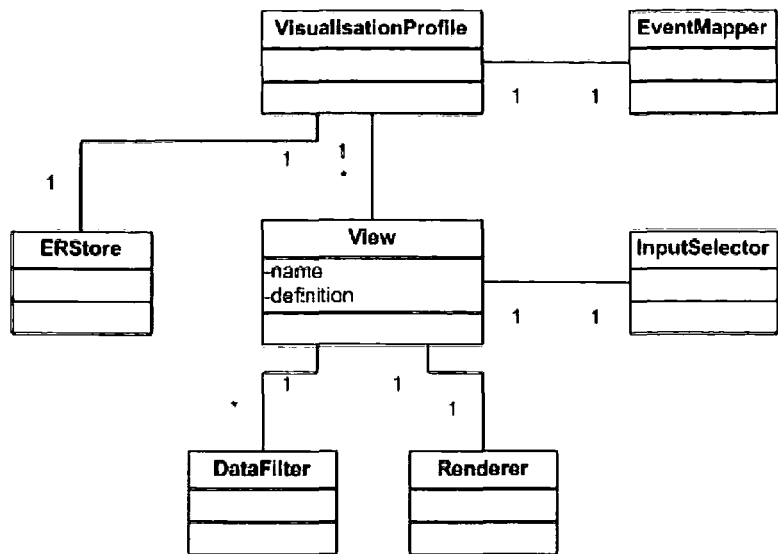 VisualisationProfile
EventMapper
1 1
1
1
*
1
ERStore
View
-name
-definition
InputSelector
1 1
1
1
*
1
DataFilter
Renderer